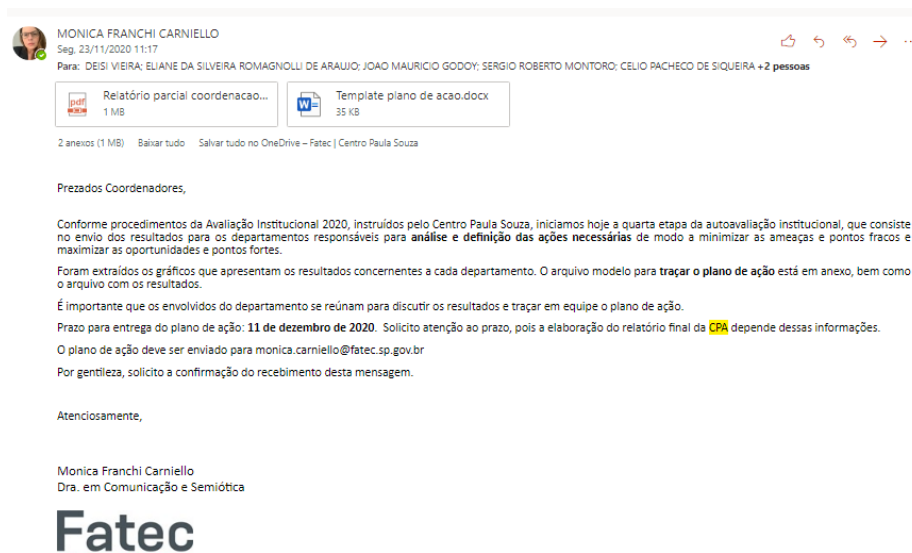 MONICA FRANCHI CARNIELLO
Seg, 23/11/2020 11:17
Para: DEISI VIEIRA; ELIANE DA SILVEIRA ROMAGNOLLI DE ARAUJO; JOAO MAURICIO GODOY; SERGIO ROBERTO MONTORO; CELIO PACHECO DE SIQUEIRA +2 pessoas
pdf
Relatório parcial coordenacao...
1 MB
W
Template plano de acao.docx
35 KB
2 anexos (1 MB) Baixar tudo Salvar tudo no OneDrive – Fatec | Centro Paula Souza
Prezados Coordenadores,
Conforme procedimentos da Avaliação Institucional 2020, instruídos pelo Centro Paula Souza, iniciamos hoje a quarta etapa da autoavaliação institucional, que consiste
no envio dos resultados para os departamentos responsáveis para análise e definição das ações necessárias de modo a minimizar as ameaças e pontos fracos e
maximizar as oportunidades e pontos fortes.
Foram extraídos os gráficos que apresentam os resultados concernentes a cada departamento. O arquivo modelo para traçar o plano de ação está em anexo, bem como
o arquivo com os resultados.
É importante que os envolvidos do departamento se reúnam para discutir os resultados e traçar em equipe o plano de ação.
Prazo para entrega do plano de ação: 11 de dezembro de 2020. Solicito atenção ao prazo, pois a elaboração do relatório final da CPA depende dessas informações.
O plano de ação deve ser enviado para monica.carniello@fatec.sp.gov.br
Por gentileza, solicito a confirmação do recebimento desta mensagem.
Atenciosamente,
Monica Franchi Carniello
Dra. em Comunicação e Semiótica
Fatec